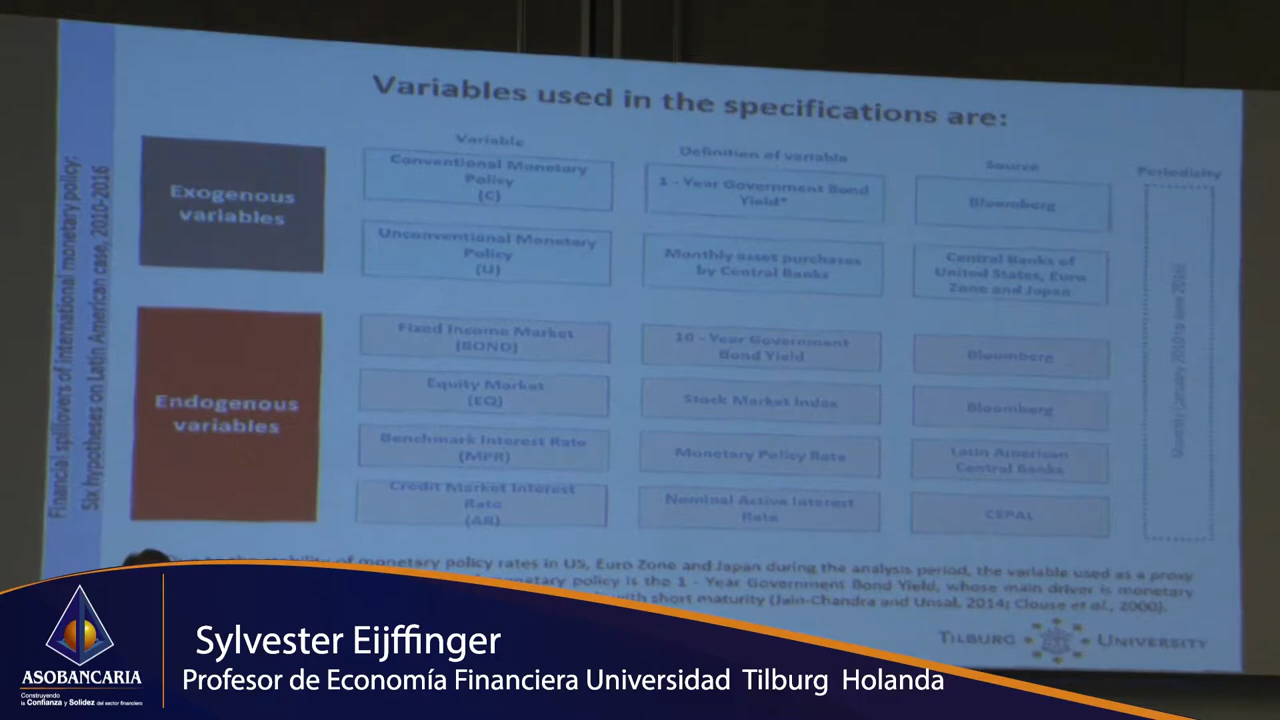 Variables used in the specifications are:
Financial spillovers of international monetary policy:
Six hypotheses on Latin American case, 2010-2016
Variable
Definition of variable
Source
Periodicity
Exogenous
variables
Conventional Monetary
Policy
(C)
1 - Year Government Bond
Yield*
Bloomberg
Unconventional Monetary
Policy
(U)
Monthly asset purchases
by Central Banks
Central Banks of
United States, Euro
Zone and Japan
Endogenous
variables
Fixed Income Market
(BOND)
10 - Year Government
Bond Yield
Bloomberg
Equity Market
(EQ)
Stock Market Index
Bloomberg
Benchmark Interest Rate
(MPR)
Monetary Policy Rate
Latin American
Central Banks
Credit Market Interest
Rate
(AR)
Nominal Active Interest
Rate
CEPAL
of monetary policy rates in US, Euro Zone and Japan during the analysis period, the variable used as a proxy
monetary policy is the 1 - Year Government Bond Yield, whose main driver is monetary
with short maturity (Jain-Chandra and Unsal, 2014; Clouse et al., 2000).
TILBURG UNIVERSITY
ASOBANCARIA
Construyendo
la Confianza y Solidez del sector financiero
Sylvester Eijffinger
Profesor de Economía Financiera Universidad Tilburg Holanda